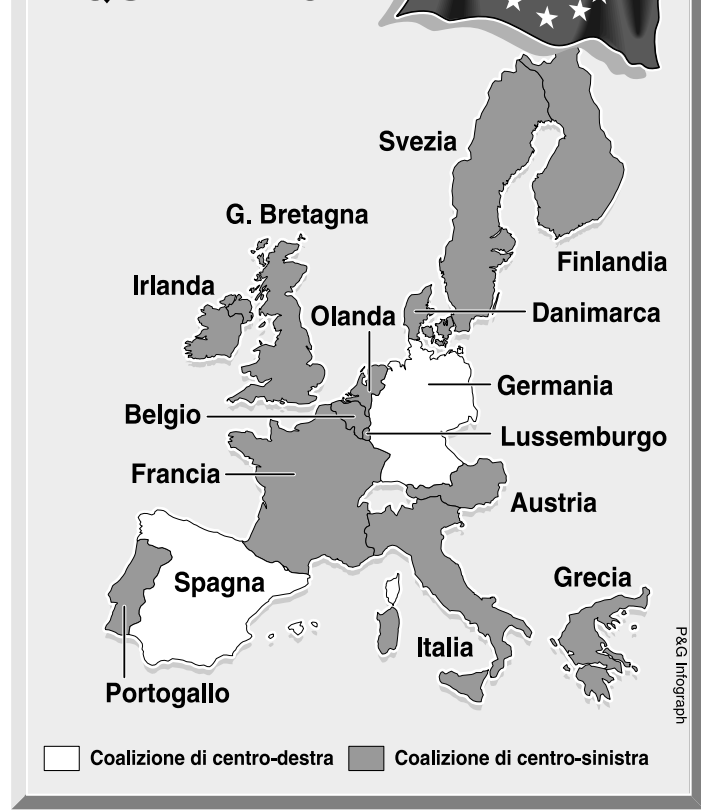 Svezia
G. Bretagna
Finlandia
Irlanda
Olanda
Danimarca
Germania
Belgio
Lussemburgo
Francia
Austria
Spagna
Grecia
Italia
Portogallo
P&G Infograph
Coalizione di centro-destra
Coalizione di centro-sinistra